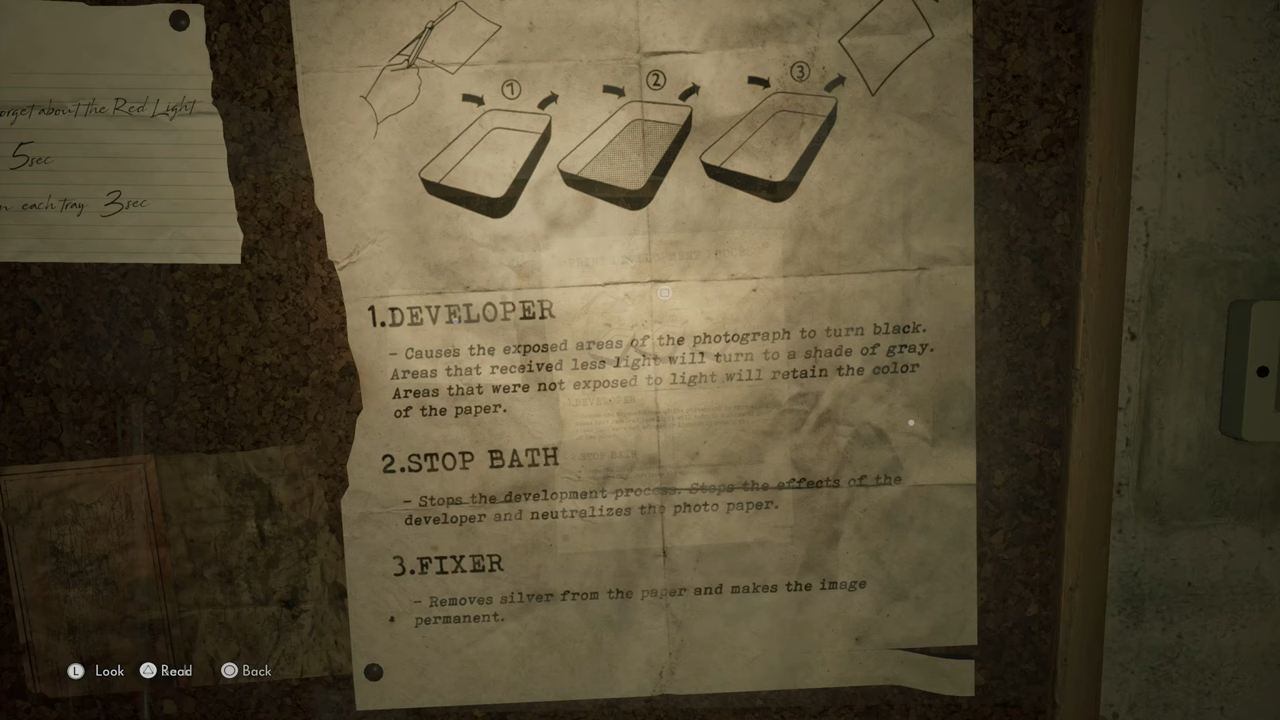 orget about the Red Light
5sec
each tray 3sec
① ② ③
1.DEVELOPER
– Causes the exposed areas of the photograph to turn black.
Areas that received less light will turn to a shade of gray.
Areas that were not exposed to light will retain the color
of the paper.
2.STOP BATH
– Stops the development process. Stops the effects of the
developer and neutralizes the photo paper.
3.FIXER
– Removes silver from the paper and makes the image
permanent.
L Look Read Back